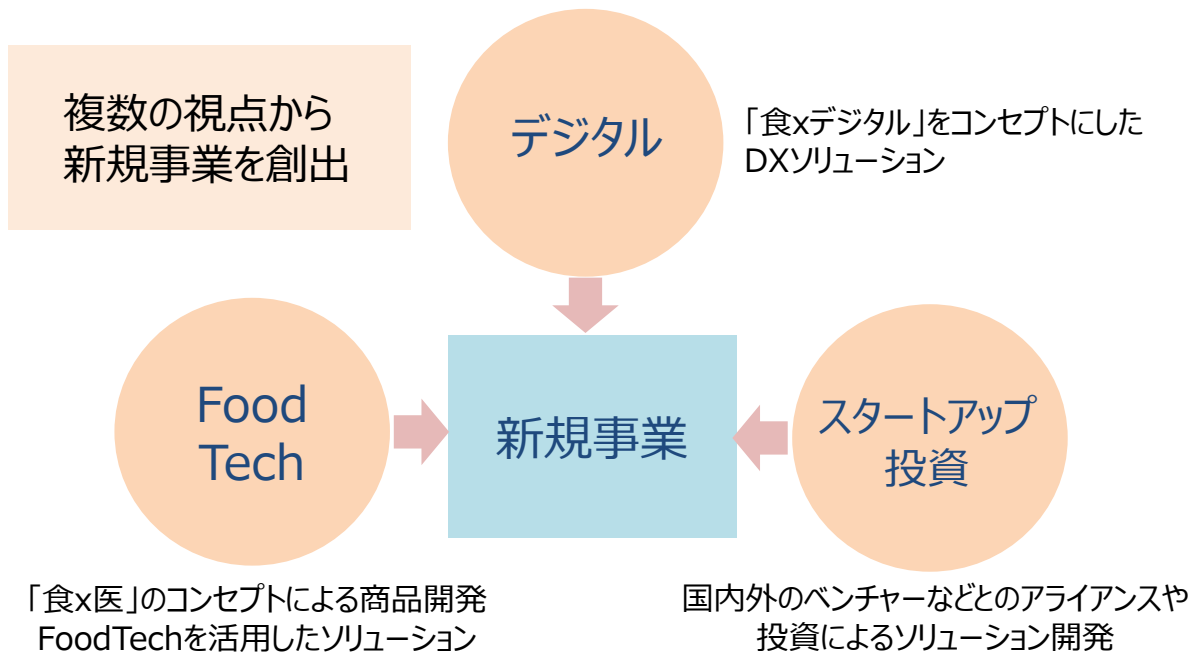 複数の視点から
新規事業を創出
デジタル
「食xデジタル」をコンセプトにした
DXソリューション
Food
Tech
新規事業
スタートアップ
投資
「食x医」のコンセプトによる商品開発
FoodTechを活用したソリューション
国内外のベンチャーなどとのアライアンスや
投資によるソリューション開発